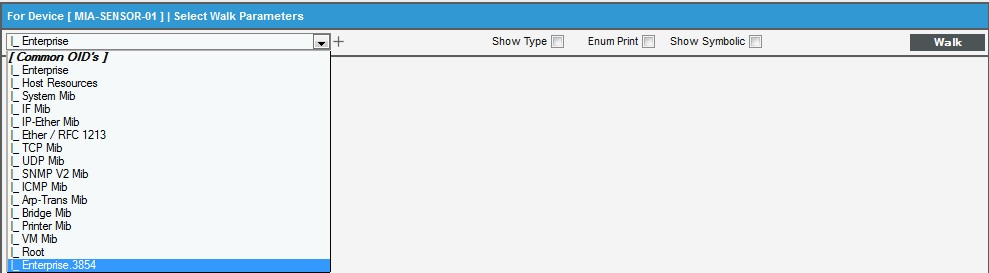 For Device [ MIA-SENSOR-01 ] | Select Walk Parameters
|_ Enterprise + Show Type Enum Print Show Symbolic Walk
[ Common OID's ]
|_ Enterprise
|_ Host Resources
|_ System Mib
|_ IF Mib
|_ IP-Ether Mib
|_ Ether / RFC 1213
|_ TCP Mib
|_ UDP Mib
|_ SNMP V2 Mib
|_ ICMP Mib
|_ Arp-Trans Mib
|_ Bridge Mib
|_ Printer Mib
|_ VM Mib
|_ Root
|_ Enterprise.3854